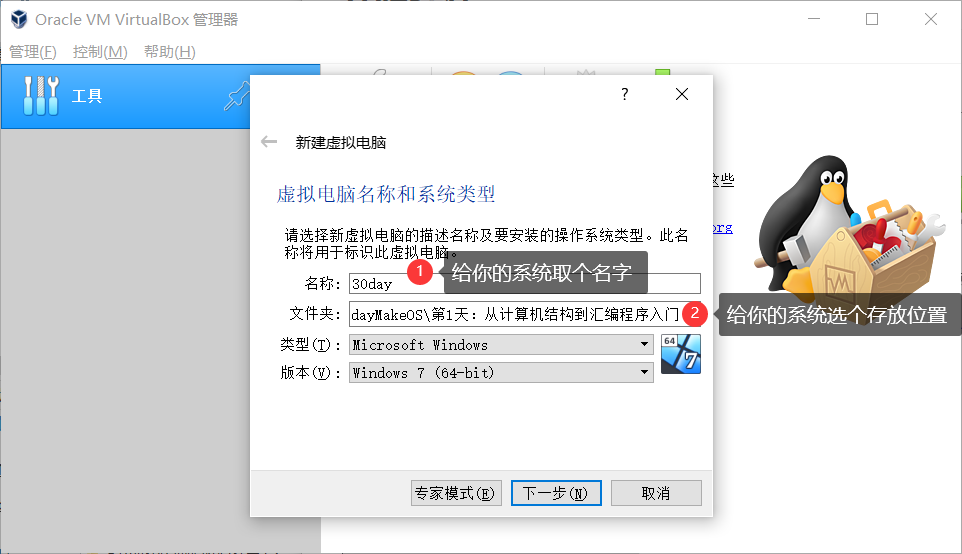 Oracle VM VirtualBox 管理器
管理(F) 控制(M) 帮助(H)
工具
?
新建虚拟电脑
虚拟电脑名称和系统类型
这些
请选择新虚拟电脑的描述名称及要安装的操作系统类型。此名
称将用于标识此虚拟电脑。
org
1 给你的系统取个名字
名称: 30day
文件夹: dayMakeOS\第1天：从计算机结构到汇编程序入门
2 给你的系统选个存放位置
类型(T): Microsoft Windows
64
7
版本(V): Windows 7 (64-bit)
专家模式(E) 下一步(N) 取消